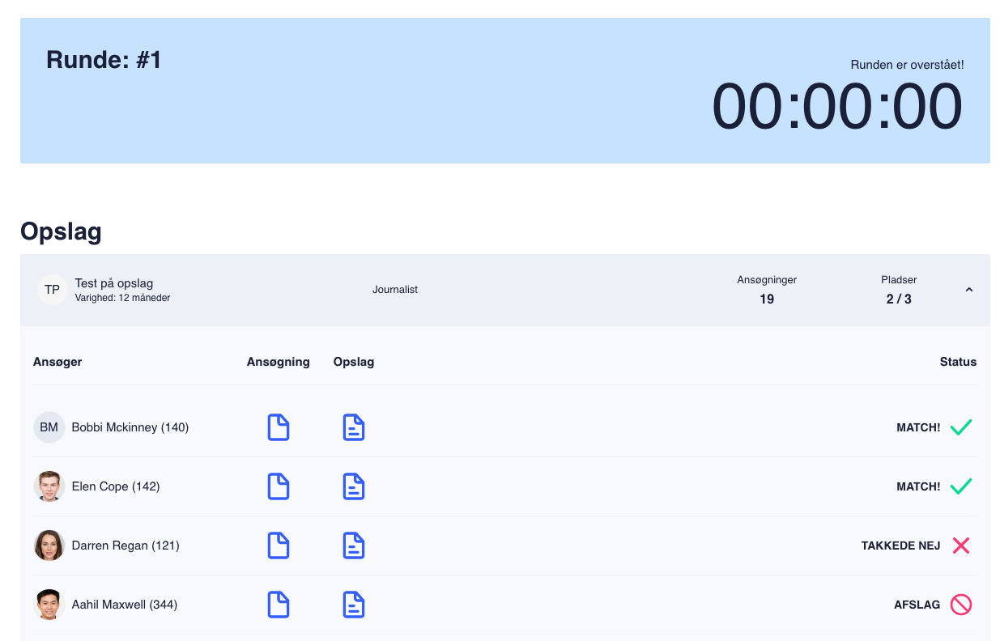 Runde: #1
Runden er overstået!
00:00:00
Opslag
TP
Test på opslag
Varighed: 12 måneder
Journalist
Ansøgninger
19
Pladser
2 / 3
Ansøger Ansøgning Opslag Status
BM Bobbi Mckinney (140) MATCH!
Elen Cope (142) MATCH!
Darren Regan (121) TAKKEDE NEJ
Aahil Maxwell (344) AFSLAG